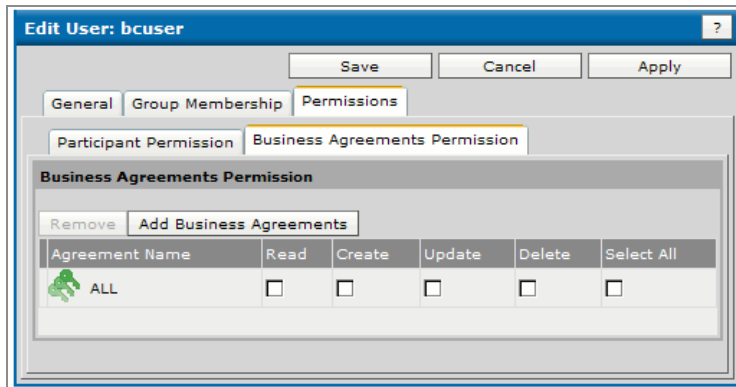 Edit User: bcuser ?
Save Cancel Apply
General Group Membership Permissions
Participant Permission Business Agreements Permission
Business Agreements Permission
Remove Add Business Agreements
Agreement Name Read Create Update Delete Select All
ALL